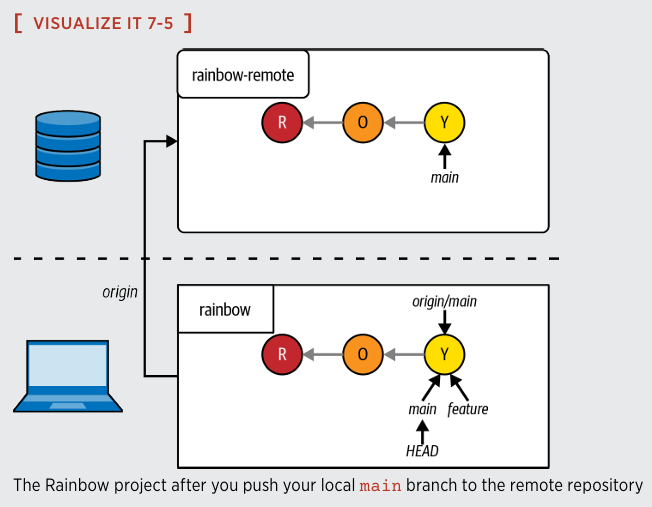 [ VISUALIZE IT 7-5 ]
rainbow-remote
R O Y
main
origin
rainbow
origin/main
R O Y
main feature
HEAD
The Rainbow project after you push your local main branch to the remote repository